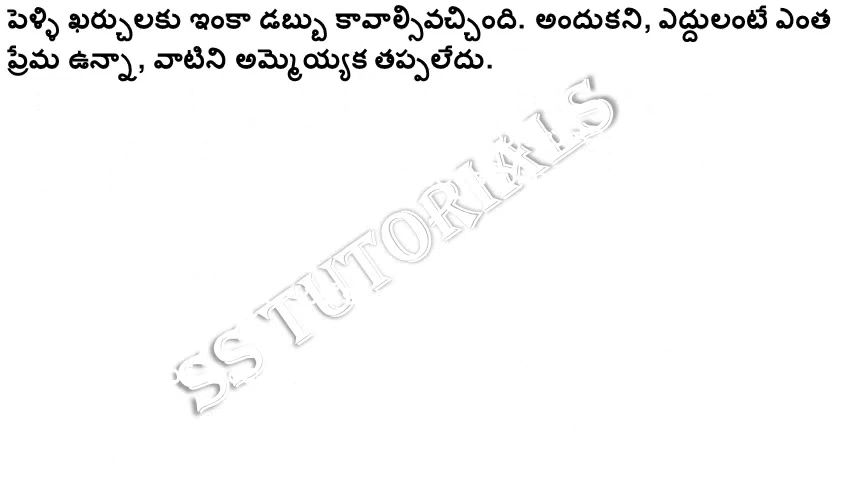 పెళ్ళి ఖర్చులకు ఇంకా డబ్బు కావాల్సివచ్చింది. అందుకని, ఎద్దులంటే ఎంత
ప్రేమ ఉన్నా, వాటిని అమ్మెయ్యక తప్పలేదు.
SS TUTORIALS